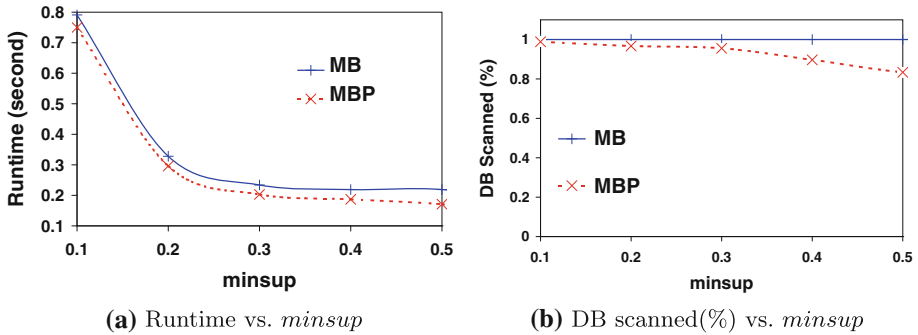 0.8
0.7
0.6
0.5
0.4
0.3
0.2
0.1
Runtime (second)
MB
MBP
0.1 0.2 0.3 0.4 0.5
minsup
(a) Runtime vs. minsup
1
0.8
0.6
0.4
0.2
0
DB Scanned (%)
MB
MBP
0.1 0.2 0.3 0.4 0.5
minsup
(b) DB scanned(%) vs. minsup